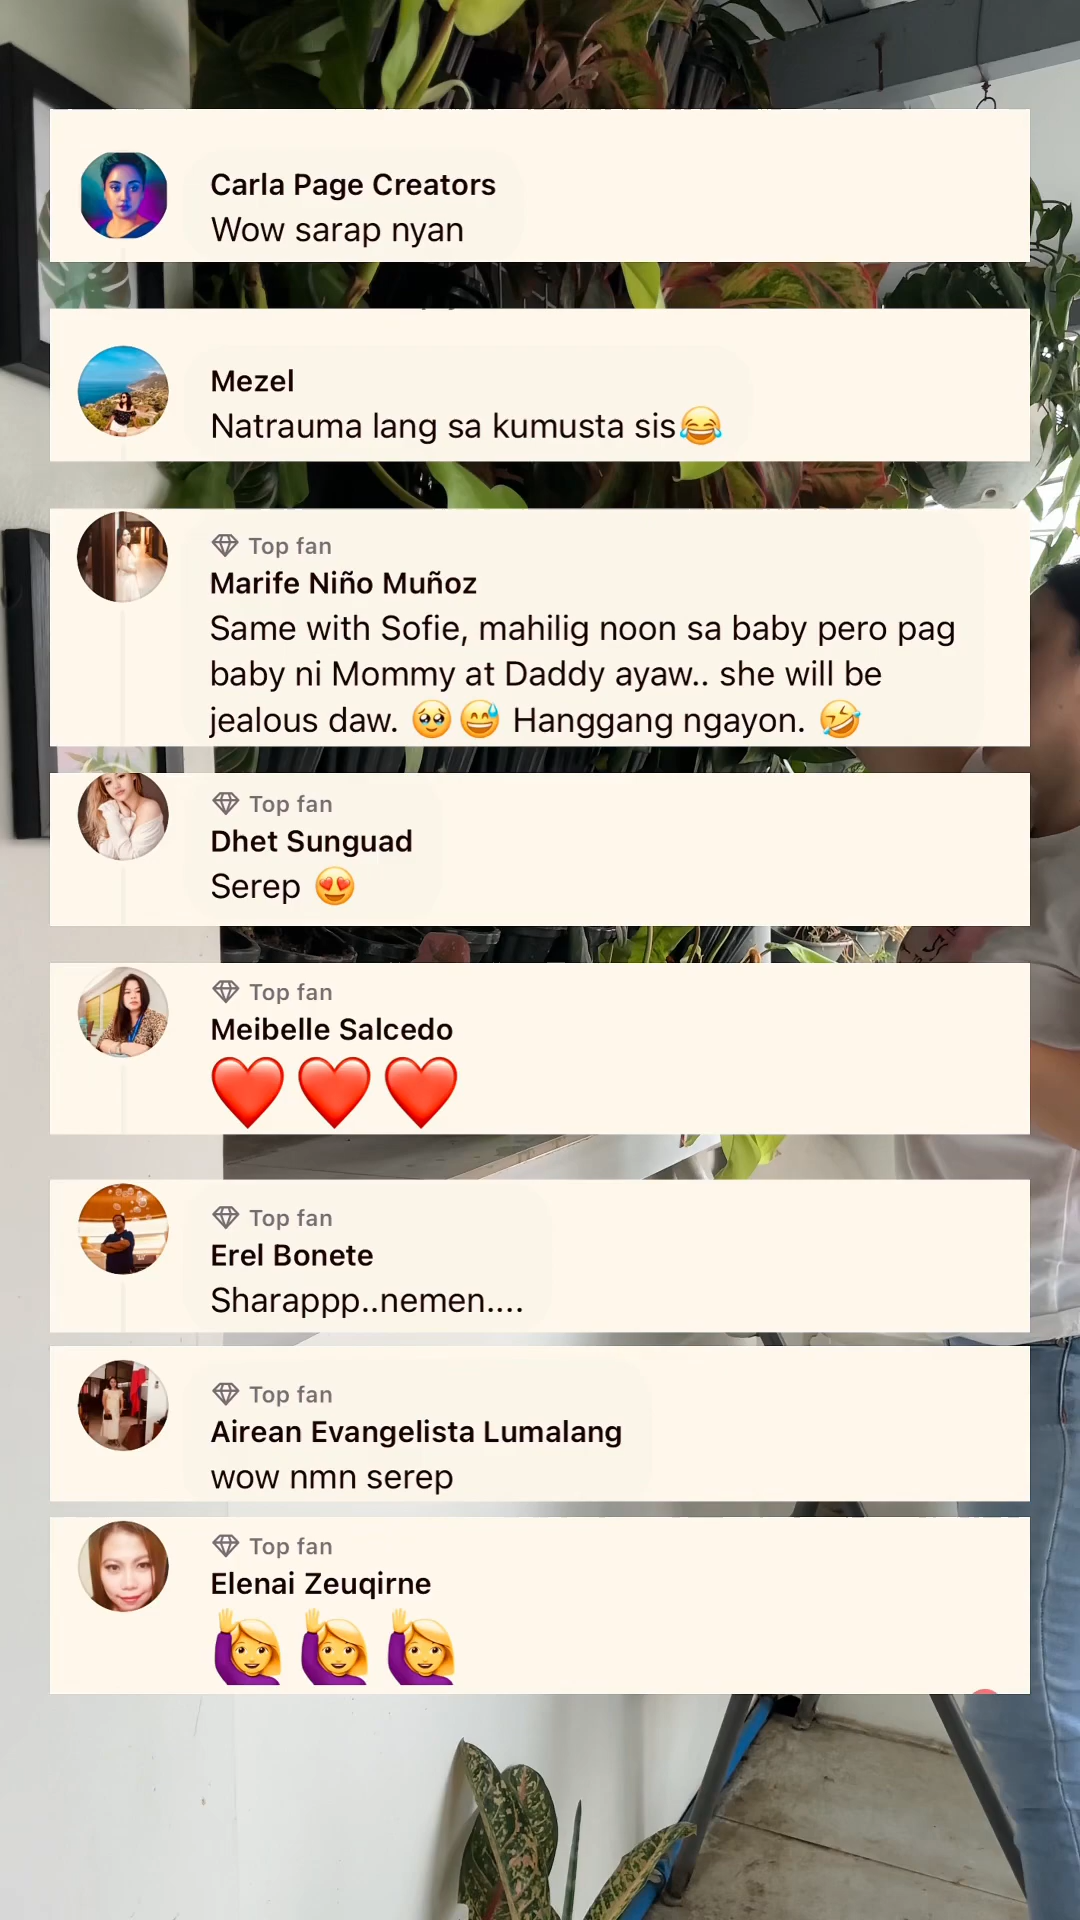 Carla Page Creators
Wow sarap nyan
Mezel
Natrauma lang sa kumusta sis😂
Top fan
Marife Niño Muñoz
Same with Sofie, mahilig noon sa baby pero pag
baby ni Mommy at Daddy ayaw.. she will be
jealous daw. 🥹😅 Hanggang ngayon. 🤣
Top fan
Dhet Sunguad
Serep 😍
Top fan
Meibelle Salcedo
❤️❤️❤️
Top fan
Erel Bonete
Sharappp..nemen....
Top fan
Airean Evangelista Lumalang
wow nmn serep
Top fan
Elenai Zeuqirne
🙋‍♀️🙋‍♀️🙋‍♀️